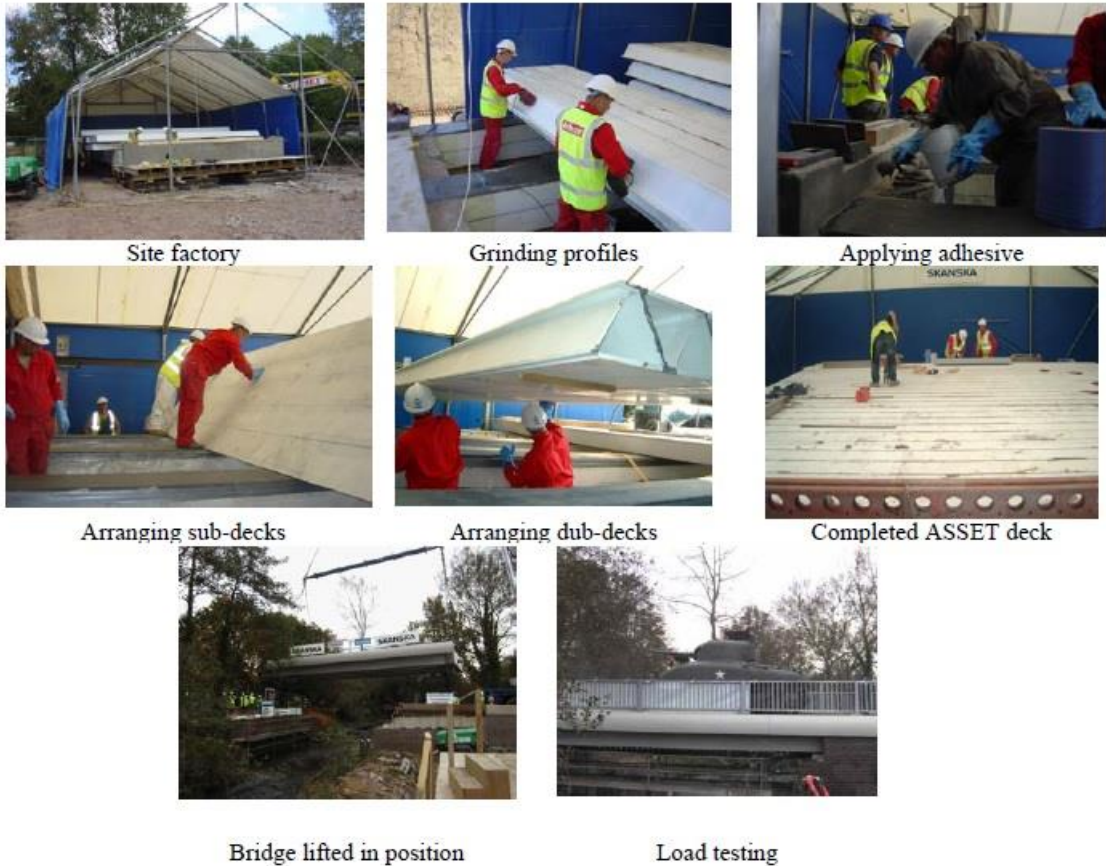 Site factory
Grinding profiles
Applying adhesive
SKANSKA
Arranging sub-decks
Arranging dub-decks
Completed ASSET deck
SKANSKA
Bridge lifted in position
Load testing